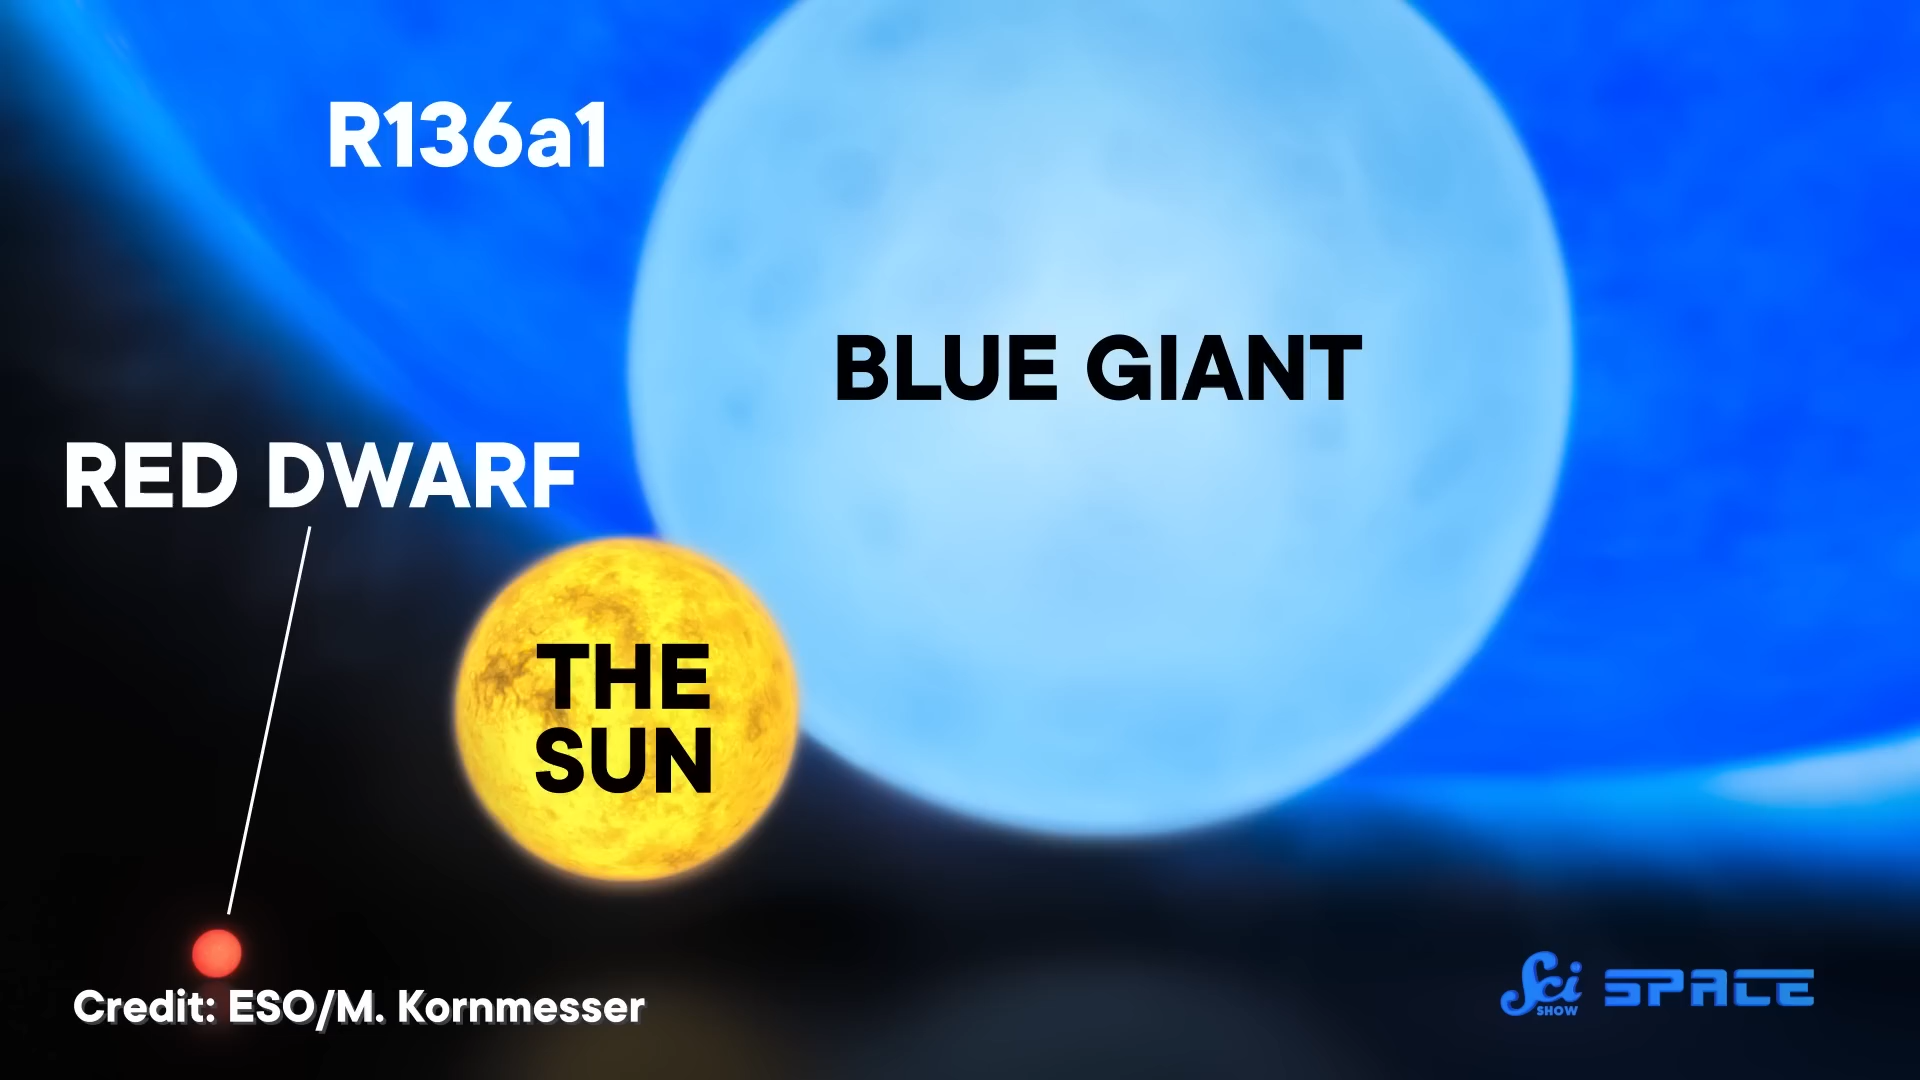 R136a1
BLUE GIANT
RED DWARF
THE
SUN
Credit: ESO/M. Kornmesser
Sci
SHOW
SPACE